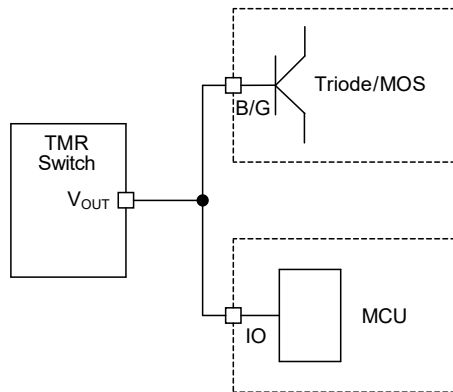 Triode/MOS
B/G
TMR
Switch
VOUT
IO
MCU